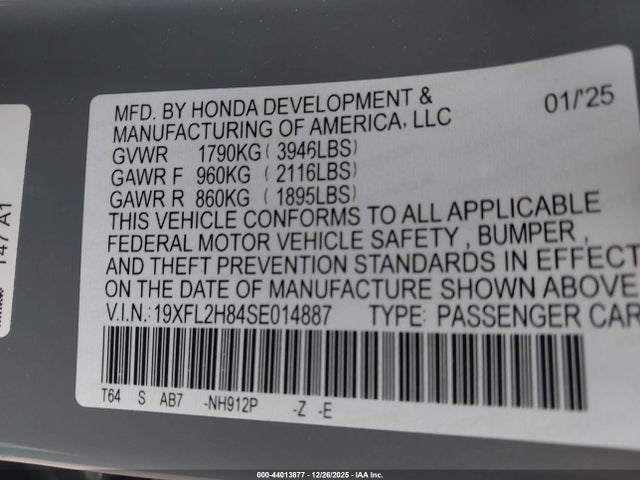 MFD. BY HONDA DEVELOPMENT & 01/'25
MANUFACTURING OF AMERICA, LLC
GVWR 1790KG ( 3946LBS)
GAWR F 960KG ( 2116LBS)
GAWR R 860KG ( 1895LBS)
THIS VEHICLE CONFORMS TO ALL APPLICABLE
FEDERAL MOTOR VEHICLE SAFETY , BUMPER ,
AND THEFT PREVENTION STANDARDS IN EFFECT
ON THE DATE OF MANUFACTURE SHOWN ABOVE
V.I.N.: 19XFL2H84SE014887 TYPE: PASSENGER CAR
T64 S AB7 -NH912P -Z -E
T47 A1
000-44013877 - 12/26/2025 - IAA Inc.